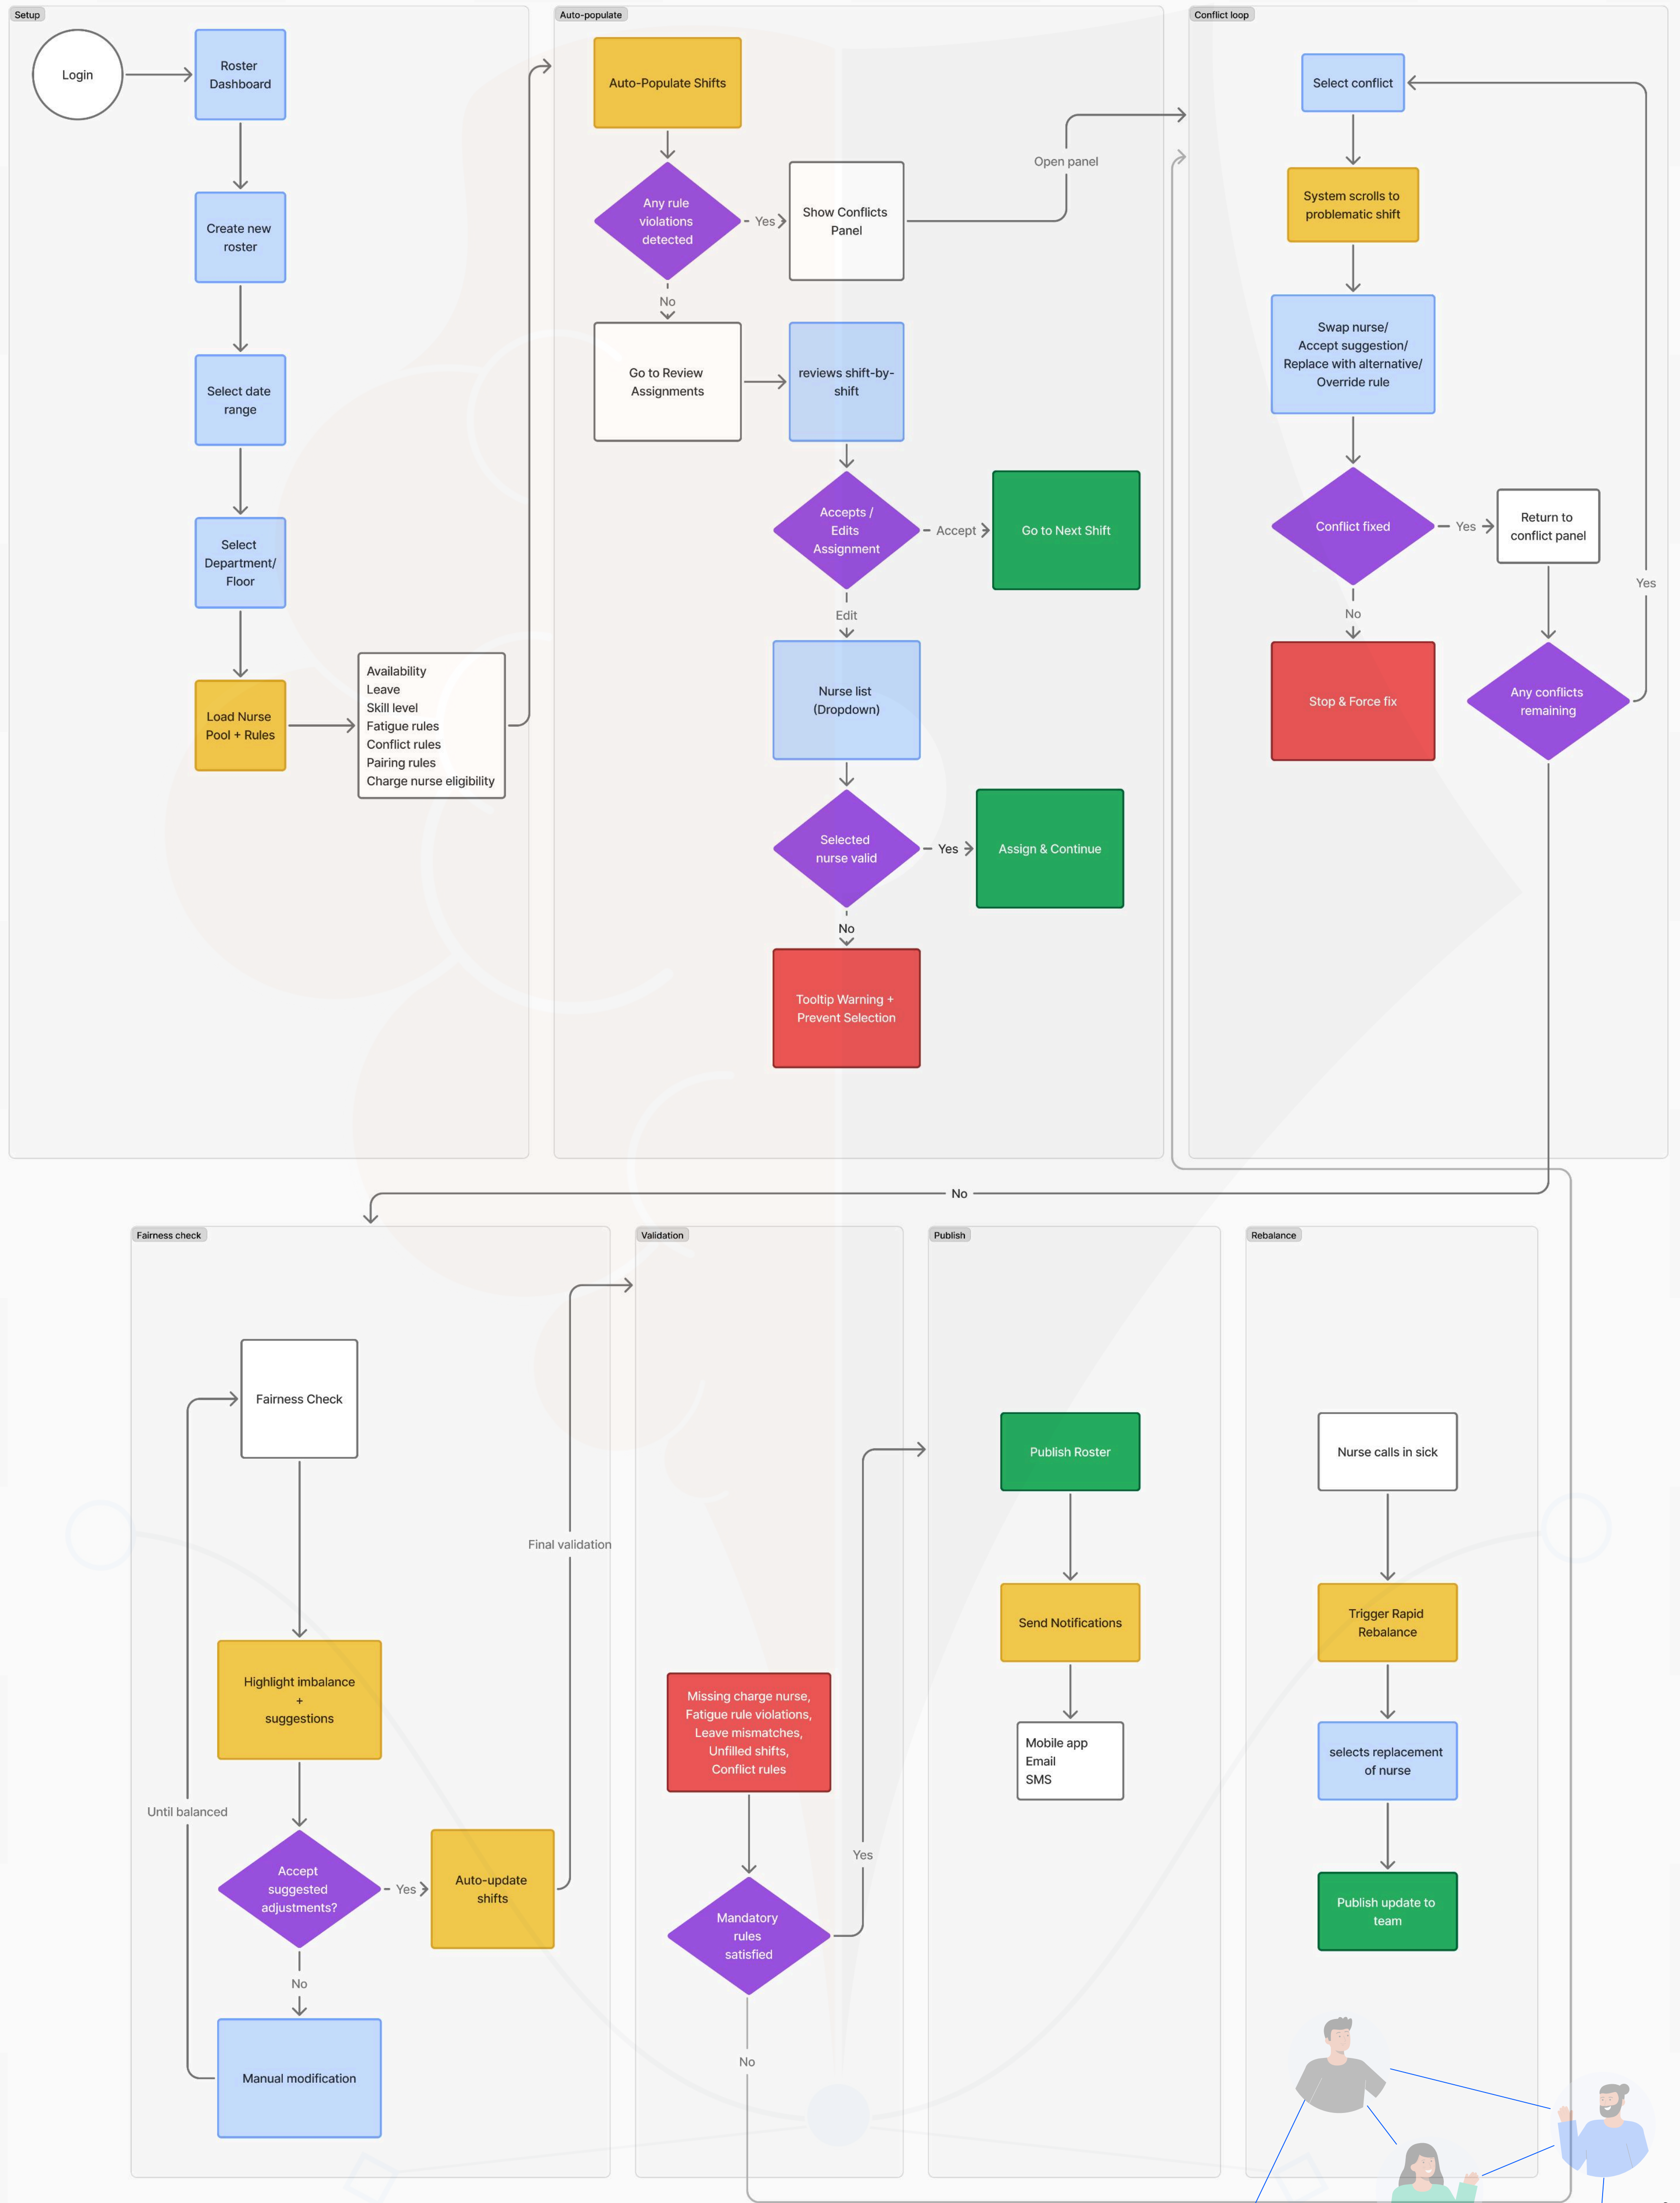 Setup
Login
Roster
Dashboard
Create new
roster
Select date
range
Select
Department/
Floor
Load Nurse
Pool + Rules
Availability
Leave
Skill level
Fatigue rules
Conflict rules
Pairing rules
Charge nurse eligibility
Auto-populate
Auto-Populate Shifts
Any rule
violations
detected
Yes
Show Conflicts
Panel
Open panel
No
Go to Review
Assignments
reviews shift-by-
shift
Accepts /
Edits
Assignment
Accept
Go to Next Shift
Edit
Nurse list
(Dropdown)
Selected
nurse valid
Yes
Assign & Continue
No
Tooltip Warning +
Prevent Selection
Conflict loop
Select conflict
System scrolls to
problematic shift
Swap nurse/
Accept suggestion/
Replace with alternative/
Override rule
Conflict fixed
Yes
Return to
conflict panel
Yes
No
Stop & Force fix
Any conflicts
remaining
No
Fairness check
Fairness Check
Highlight imbalance
+
suggestions
Until balanced
Accept
suggested
adjustments?
Yes
Auto-update
shifts
No
Manual modification
Final validation
Validation
Missing charge nurse,
Fatigue rule violations,
Leave mismatches,
Unfilled shifts,
Conflict rules
Mandatory
rules
satisfied
Yes
No
Publish
Publish Roster
Send Notifications
Mobile app
Email
SMS
Rebalance
Nurse calls in sick
Trigger Rapid
Rebalance
selects replacement
of nurse
Publish update to
team